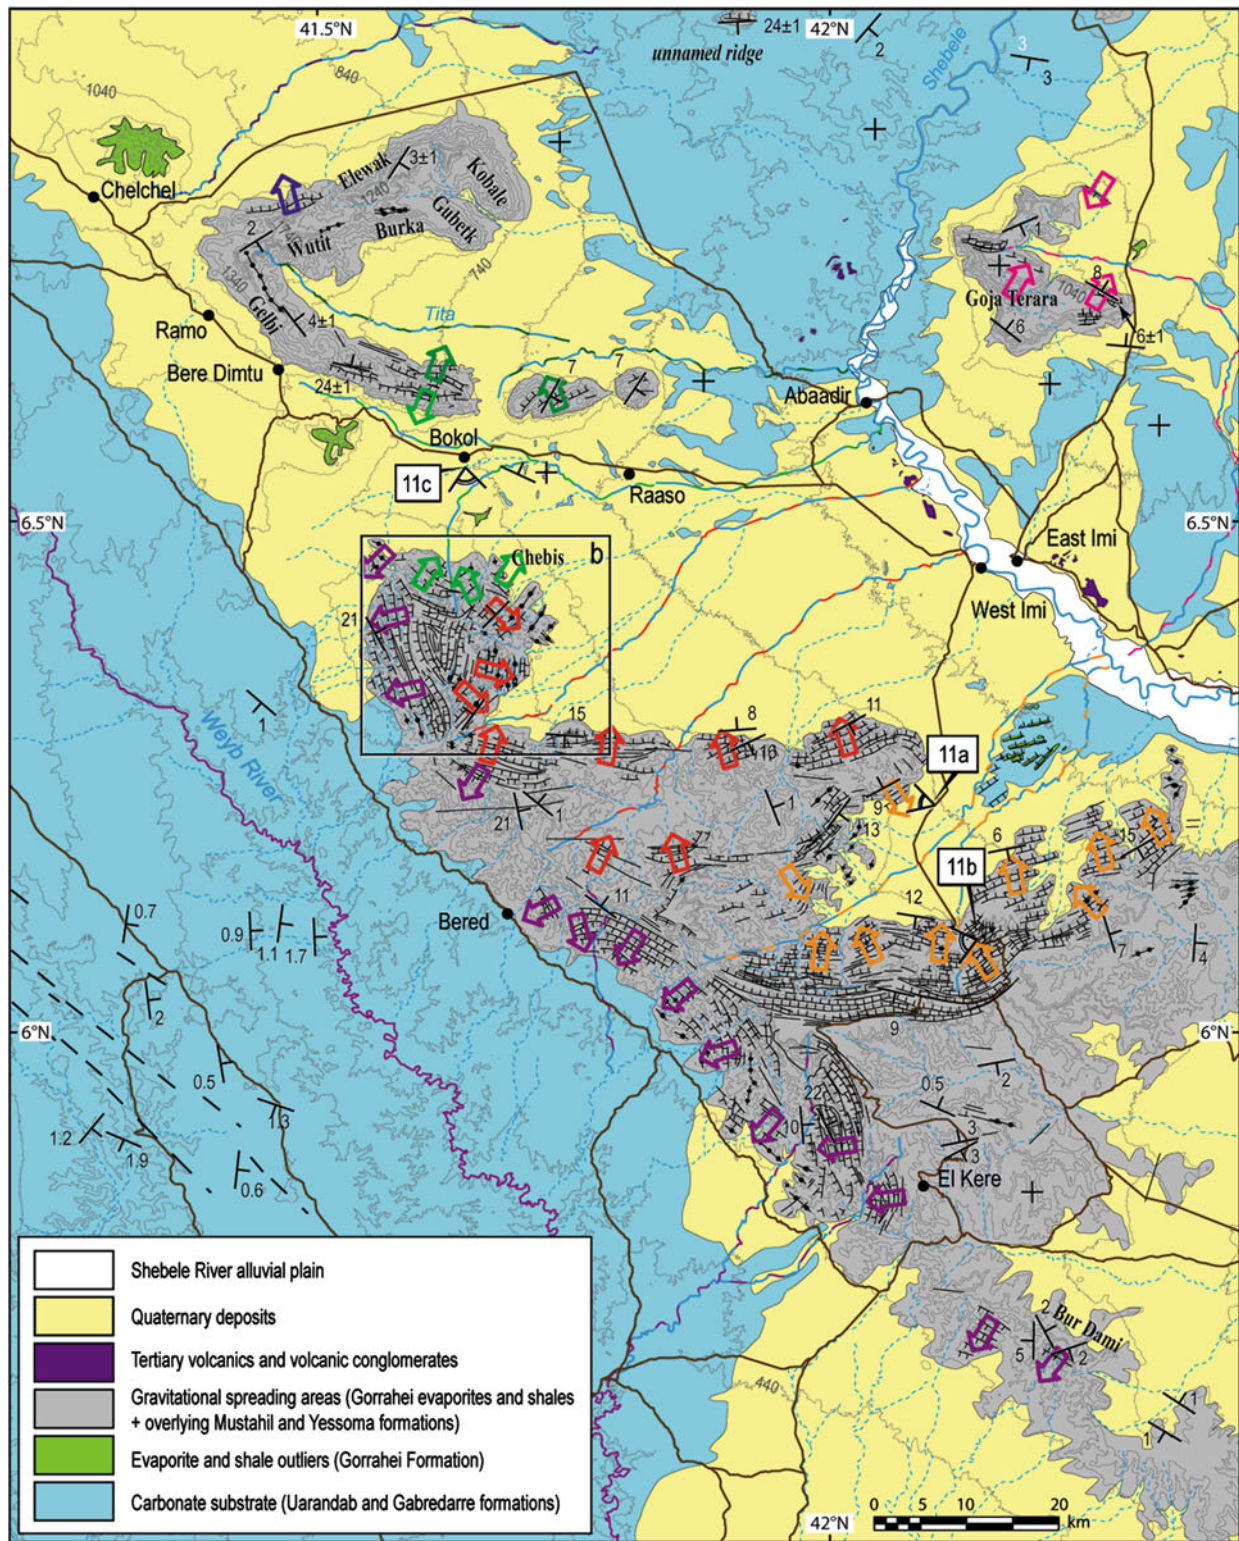 41.5°N
24±1
42°N
unnamed ridge
2
Shebele
3
3
1040
840
Chelchel
Elewak
3±1
1240
Kobale
Gubetk
Burka
Wutit
2
1340
Gelbi
4±1
740
Tita
Ramo
Bere Dimtu
24±1
7
7
1
Goja Terara
1040
8
6
6±1
Abaadir
Bokol
11c
Raaso
6.5°N
6.5°N
East Imi
West Imi
Ghebis
b
21
15
8
11
11a
1
Weyb River
21
1
1
9
13
6
15
11b
11
12
Bered
0.7
0.9
1.1
1.7
7
4
2
6°N
6°N
9
0.5
2
0.5
22
10
3
3
1.3
1.2
1.9
0.6
El Kere
2
Bur Dami
5
2
440
1
1
Shebele River alluvial plain
Quaternary deposits
Tertiary volcanics and volcanic conglomerates
Gravitational spreading areas (Gorrahei evaporites and shales
+ overlying Mustahil and Yessoma formations)
Evaporite and shale outliers (Gorrahei Formation)
Carbonate substrate (Uarandab and Gabredarre formations)
42°N
0 5 10 20
km